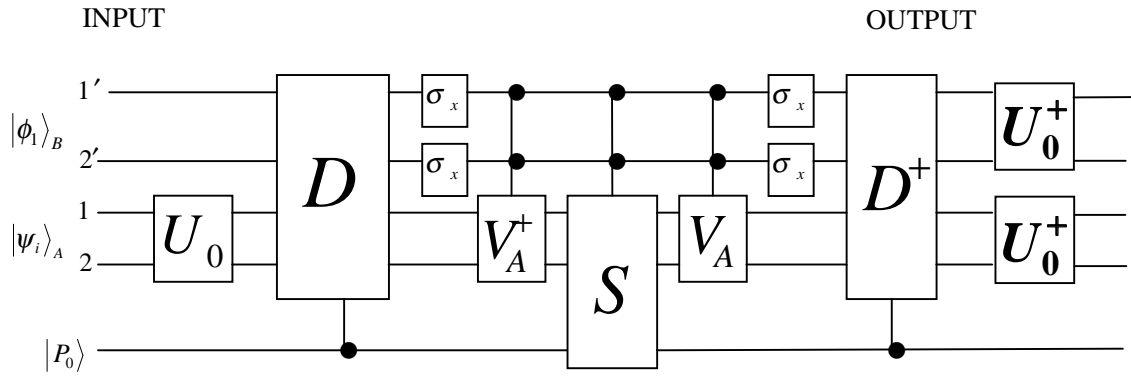 INPUT OUTPUT
1′ σ_x σ_x
|ϕ₁⟩_B D D⁺ U₀⁺
2′ σ_x σ_x
1
|ψᵢ⟩_A U₀ V_A⁺ S V_A U₀⁺
2
|P₀⟩